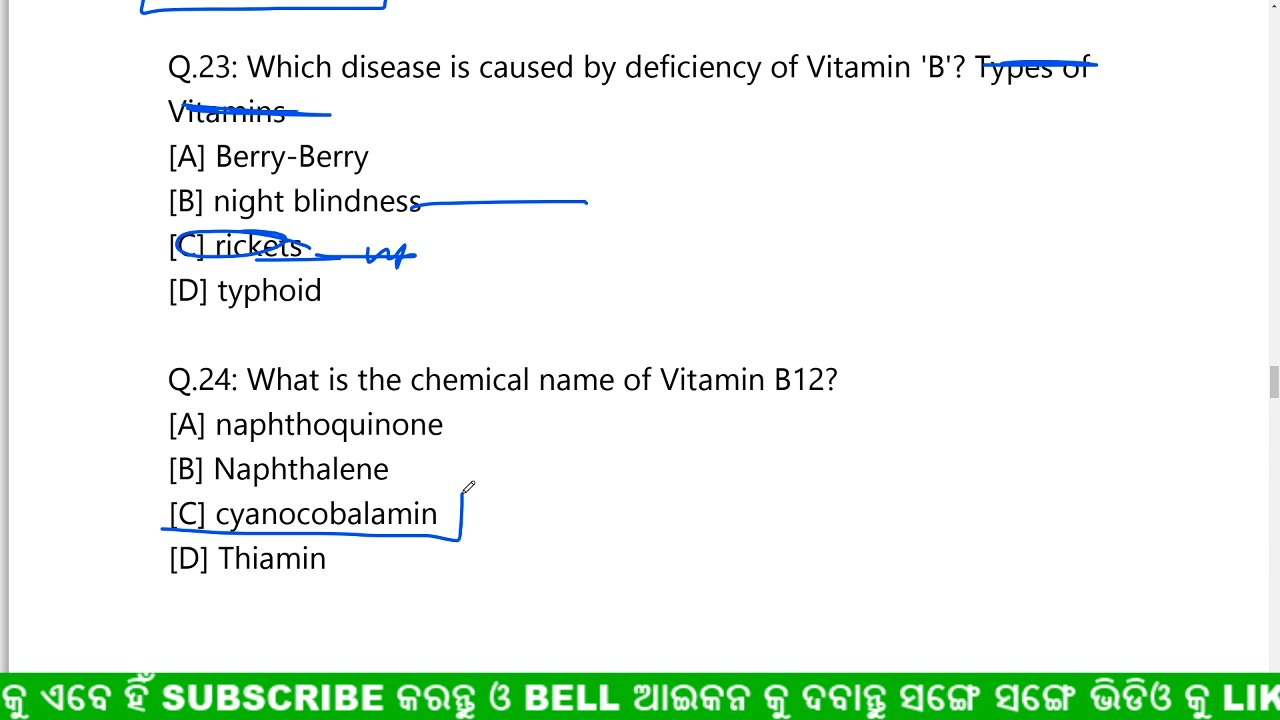 Q.23: Which disease is caused by deficiency of Vitamin 'B'? Types of
Vitamins
[A] Berry-Berry
[B] night blindness
[C] rickets
[D] typhoid
Q.24: What is the chemical name of Vitamin B12?
[A] naphthoquinone
[B] Naphthalene
[C] cyanocobalamin
[D] Thiamin
କୁ ଏବେ ହିଁ SUBSCRIBE କରନ୍ତୁ ଓ BELL ଆଇକନ କୁ ଦବାନ୍ତୁ ସଙ୍ଗେ ସଙ୍ଗେ ଭିଡିଓ କୁ LIK